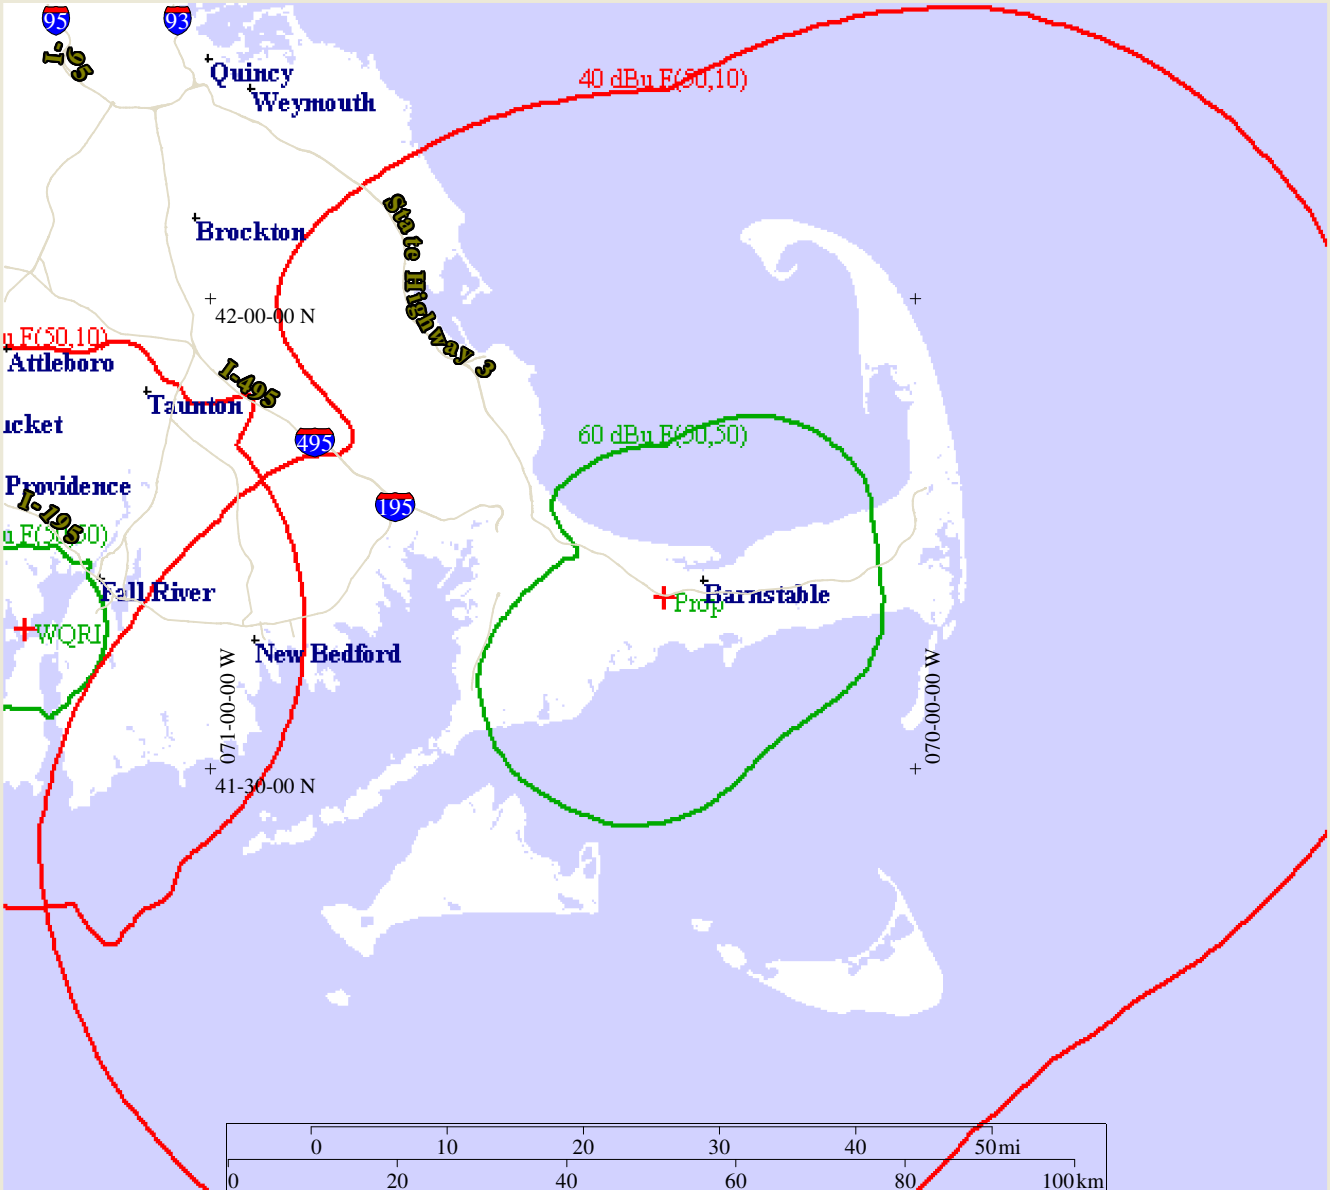 95
93
I-95
Quincy
Weymouth
40 dBu F(50,10)
State Highway 3
Brockton
42-00-00 N
u F(50,10)
Attleboro
I-495
Taunton
ucket
495
60 dBu F(50,50)
Providence
I-195
195
u F(50,50)
Fall River
Prop
Barnstable
WQRI
New Bedford
071-00-00 W
070-00-00 W
41-30-00 N
0 10 20 30 40 50 mi
0 20 40 60 80 100 km